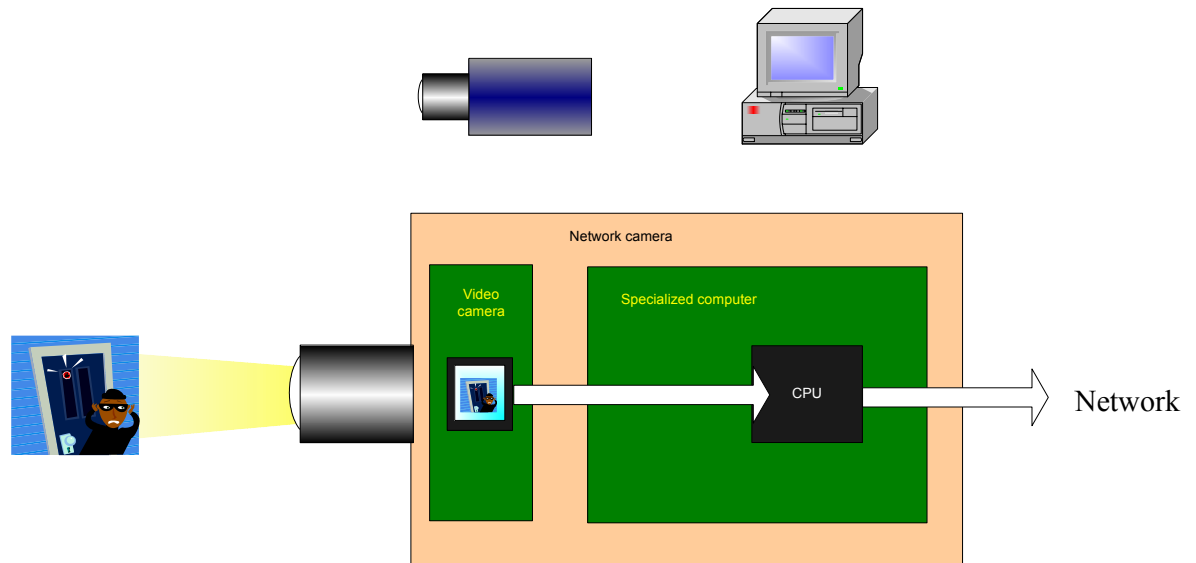 Network camera
Video
camera
Specialized computer
CPU
Network